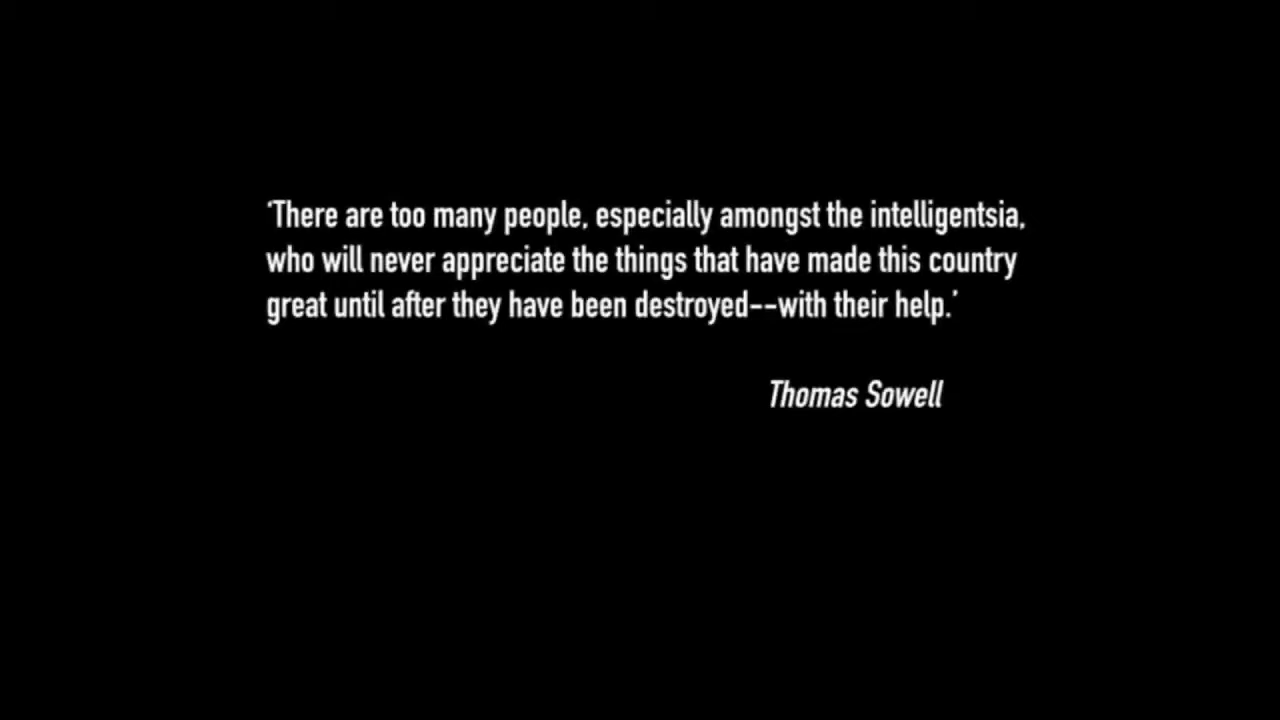 ‘There are too many people, especially amongst the intelligentsia,
who will never appreciate the things that have made this country
great until after they have been destroyed--with their help.’
Thomas Sowell